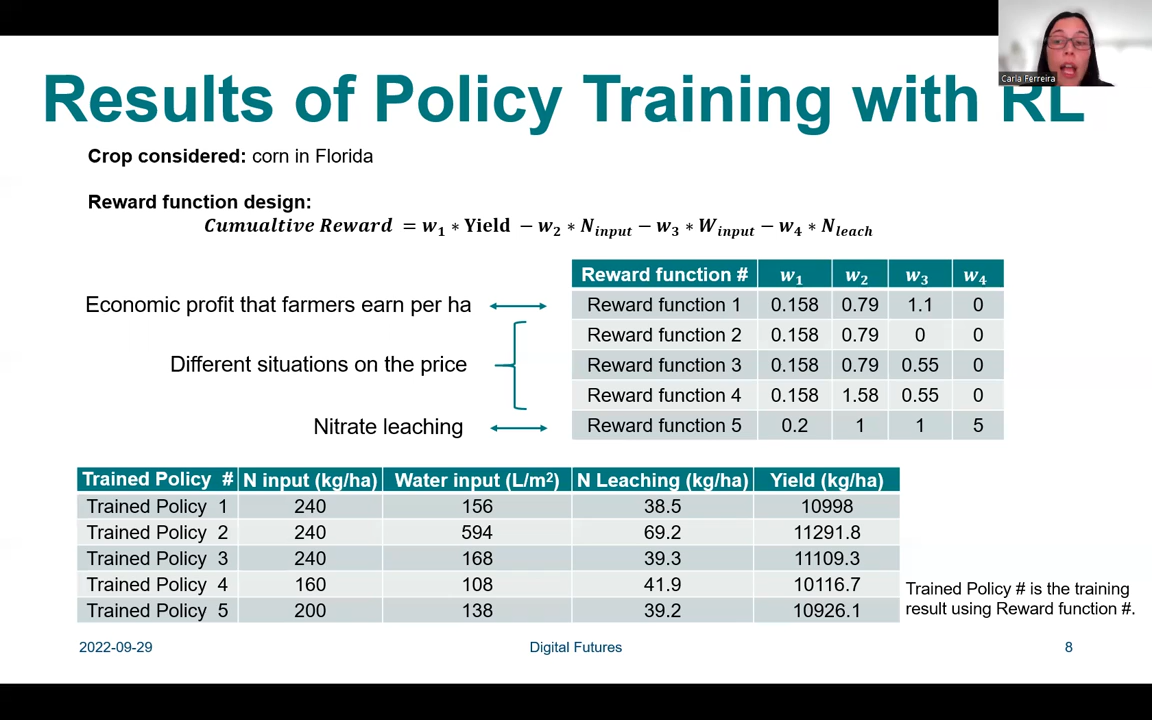 Carla Ferreira
Results of Policy Training with RL
Crop considered: corn in Florida
Reward function design:
Cumualtive Reward = w₁ * Yield − w₂ * N_input − w₃ * W_input − w₄ * N_leach
Reward function # w₁ w₂ w₃ w₄
Economic profit that farmers earn per ha Reward function 1 0.158 0.79 1.1 0
Reward function 2 0.158 0.79 0 0
Different situations on the price Reward function 3 0.158 0.79 0.55 0
Reward function 4 0.158 1.58 0.55 0
Nitrate leaching Reward function 5 0.2 1 1 5
Trained Policy # N input (kg/ha) Water input (L/m²) N Leaching (kg/ha) Yield (kg/ha)
Trained Policy 1 240 156 38.5 10998
Trained Policy 2 240 594 69.2 11291.8
Trained Policy 3 240 168 39.3 11109.3
Trained Policy 4 160 108 41.9 10116.7
Trained Policy 5 200 138 39.2 10926.1
Trained Policy # is the training
result using Reward function #.
2022-09-29 Digital Futures 8